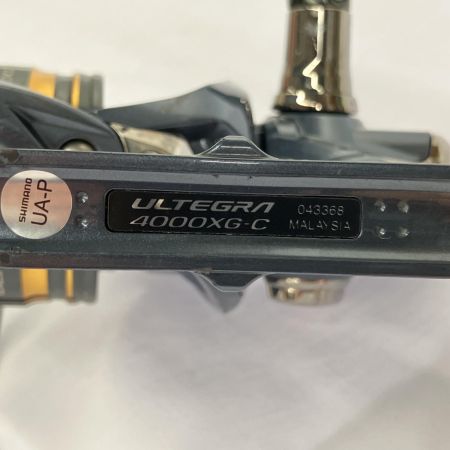 SHIMANO
UA-P
ULTEGRA
4000XG-C
043368
MALAYSIA